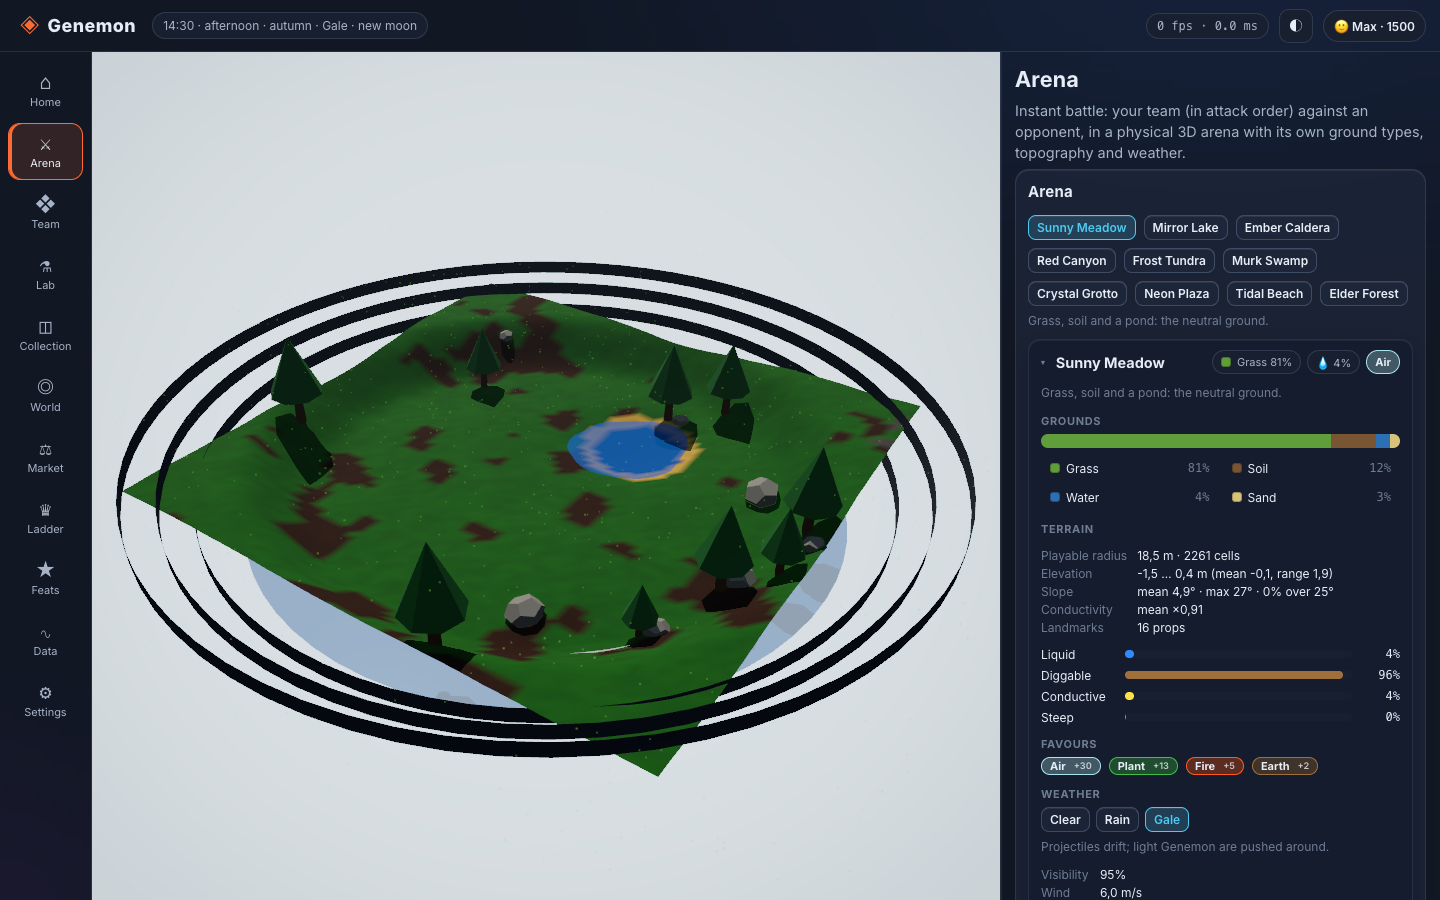 Genemon
14:30 · afternoon · autumn · Gale · new moon
0 fps · 0.0 ms
Max · 1500
Home
Arena
Team
Lab
Collection
World
Market
Ladder
Feats
Data
Settings
Arena
Instant battle: your team (in attack order) against an
opponent, in a physical 3D arena with its own ground types,
topography and weather.
Arena
Sunny Meadow
Mirror Lake
Ember Caldera
Red Canyon
Frost Tundra
Murk Swamp
Crystal Grotto
Neon Plaza
Tidal Beach
Elder Forest
Grass, soil and a pond: the neutral ground.
Sunny Meadow
Grass 81%
4%
Air
Grass, soil and a pond: the neutral ground.
GROUNDS
Grass 81%
Soil 12%
Water 4%
Sand 3%
TERRAIN
Playable radius 18,5 m · 2261 cells
Elevation -1,5 … 0,4 m (mean -0,1, range 1,9)
Slope mean 4,9° · max 27° · 0% over 25°
Conductivity mean ×0,91
Landmarks 16 props
Liquid 4%
Diggable 96%
Conductive 4%
Steep 0%
FAVOURS
Air +30
Plant +13
Fire +5
Earth +2
WEATHER
Clear
Rain
Gale
Projectiles drift; light Genemon are pushed around.
Visibility 95%
Wind 6,0 m/s